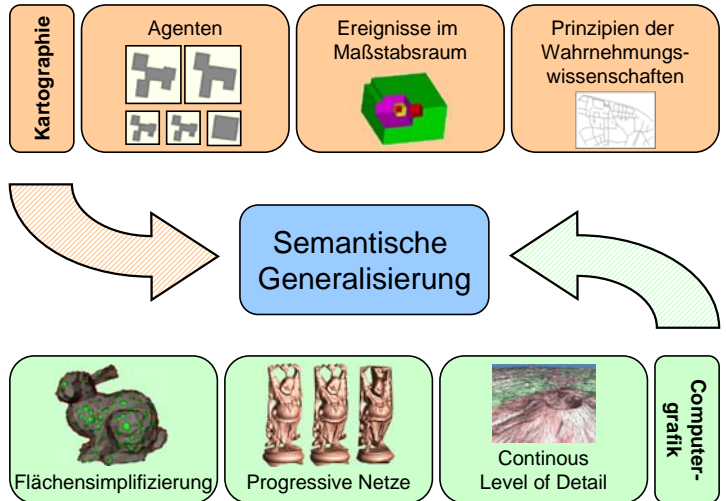 Kartographie
Agenten
Ereignisse im
Maßstabsraum
Prinzipien der
Wahrnehmungs-
wissenschaften
Semantische
Generalisierung
Flächensimplifizierung
Progressive Netze
Continous
Level of Detail
Computer-
grafik